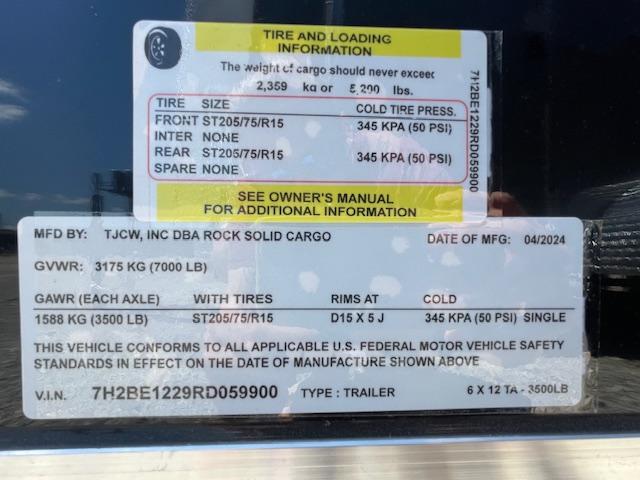 TIRE AND LOADING
INFORMATION
The weight of cargo should never exceed
2,359 kg or 5,200 lbs.
TIRE SIZE COLD TIRE PRESS.
FRONT ST205/75/R15 345 KPA (50 PSI)
INTER NONE
REAR ST205/75/R15 345 KPA (50 PSI)
SPARE NONE
SEE OWNER'S MANUAL
FOR ADDITIONAL INFORMATION
7H2BE1229RD059900
MFD BY: TJCW, INC DBA ROCK SOLID CARGO DATE OF MFG: 04/2024
GVWR: 3175 KG (7000 LB)
GAWR (EACH AXLE) WITH TIRES RIMS AT COLD
1588 KG (3500 LB) ST205/75/R15 D15 X 5 J 345 KPA (50 PSI) SINGLE
THIS VEHICLE CONFORMS TO ALL APPLICABLE U.S. FEDERAL MOTOR VEHICLE SAFETY
STANDARDS IN EFFECT ON THE DATE OF MANUFACTURE SHOWN ABOVE
V.I.N. 7H2BE1229RD059900 TYPE : TRAILER 6 X 12 TA - 3500LB